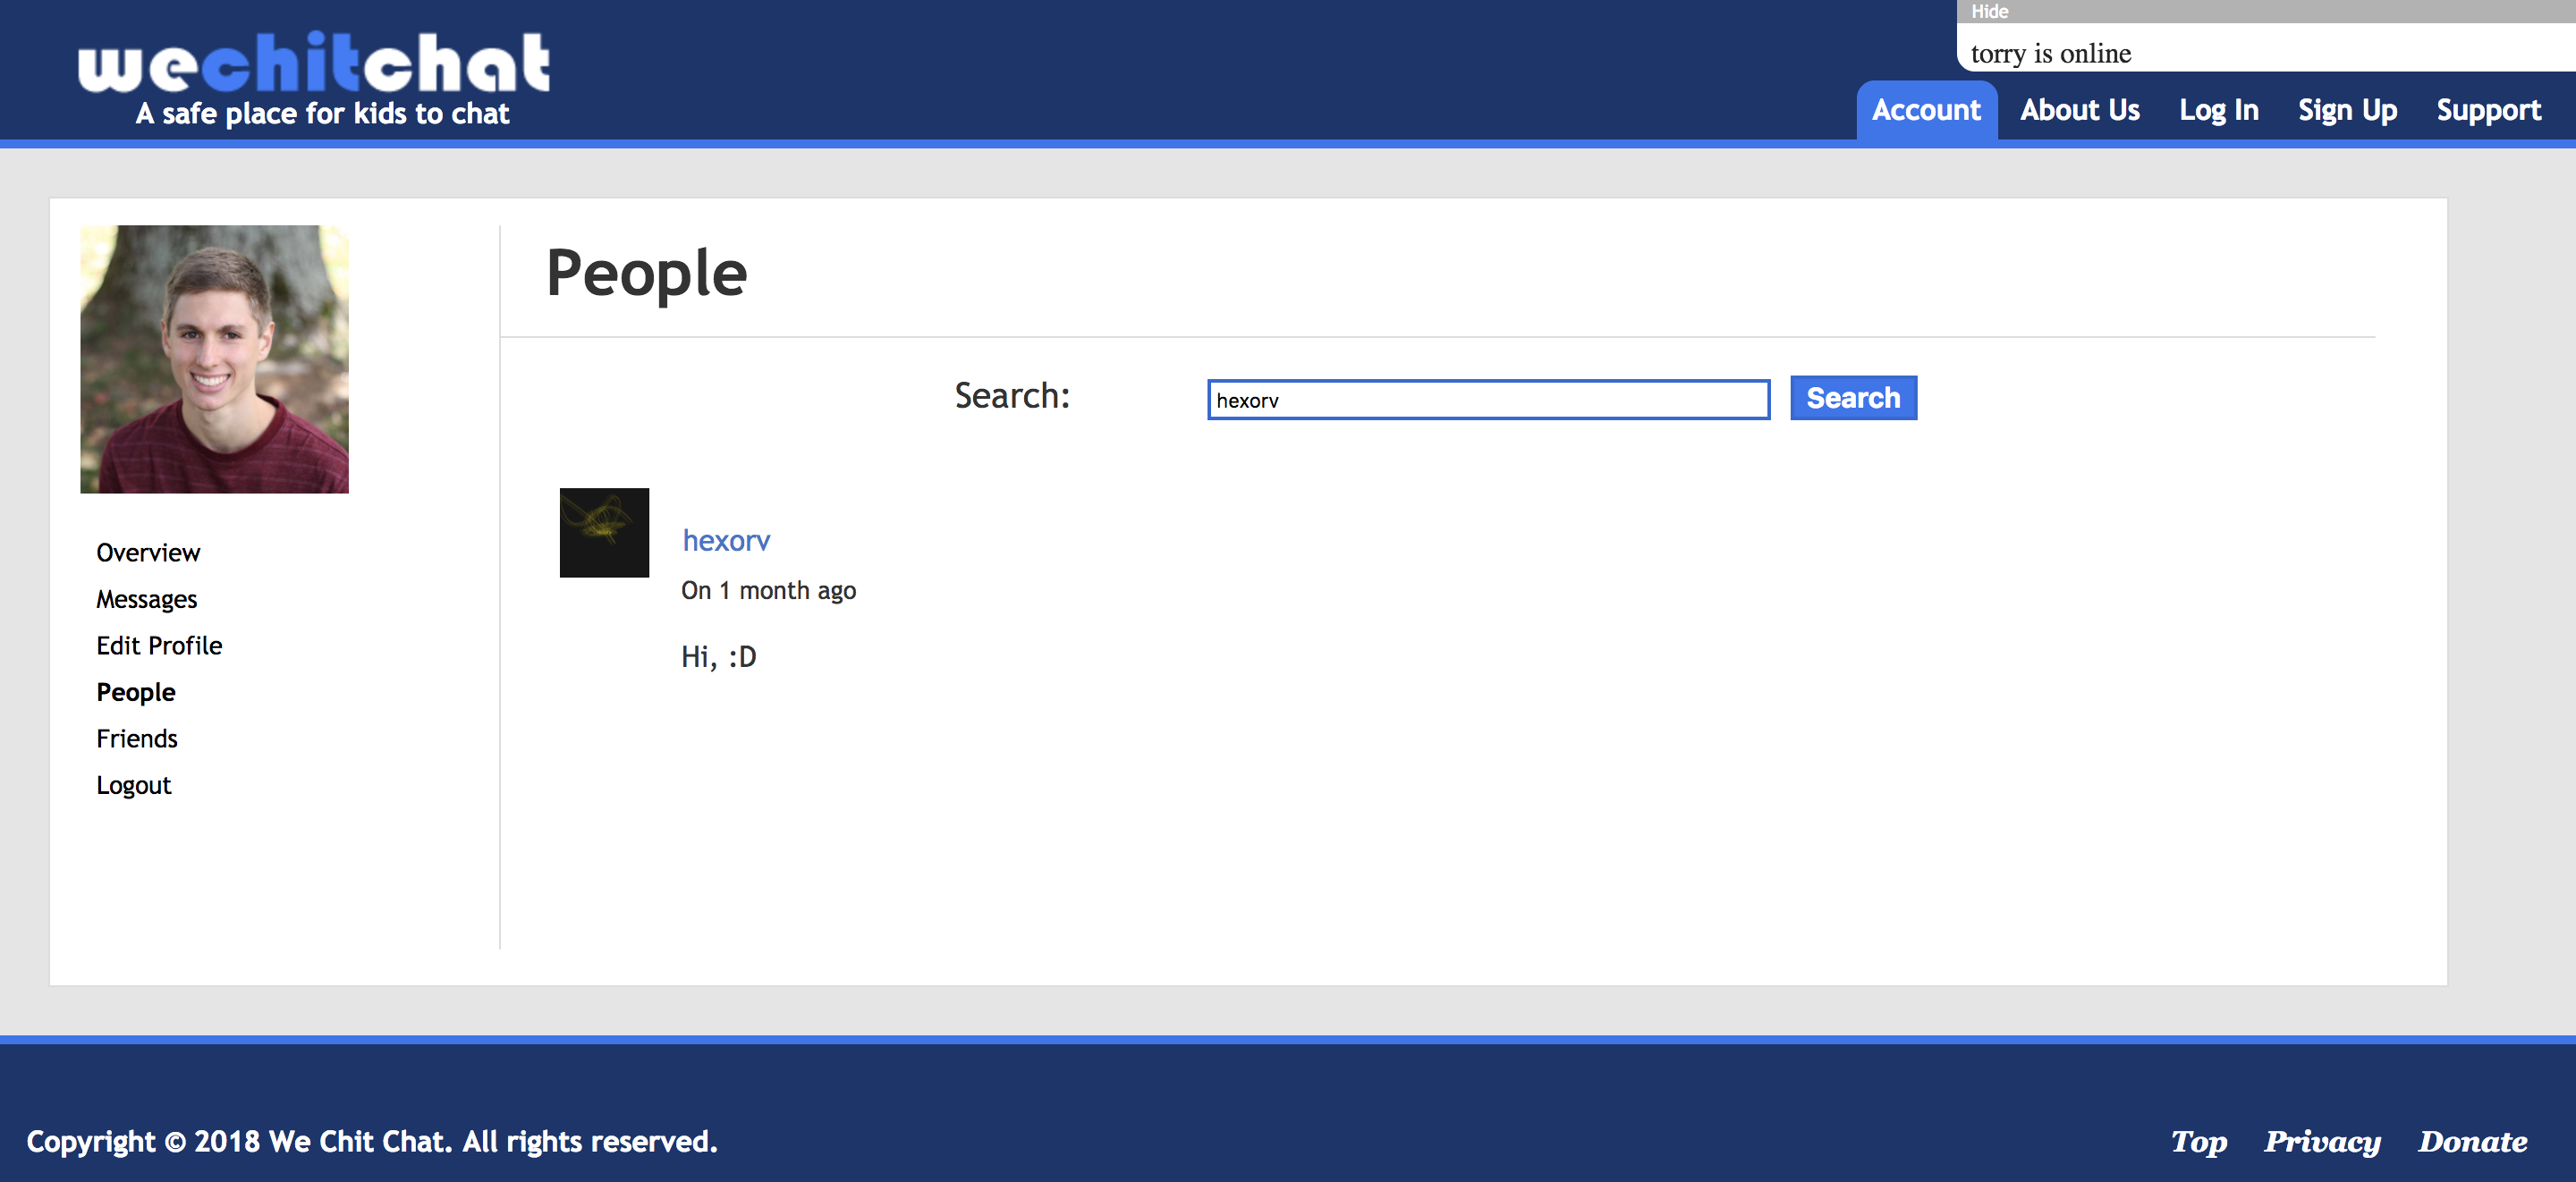 Hide
torry is online
wechitchat
A safe place for kids to chat
Account About Us Log In Sign Up Support
People
Search: hexorv Search
hexorv
On 1 month ago
Hi, :D
Overview
Messages
Edit Profile
People
Friends
Logout
Copyright © 2018 We Chit Chat. All rights reserved.
Top Privacy Donate